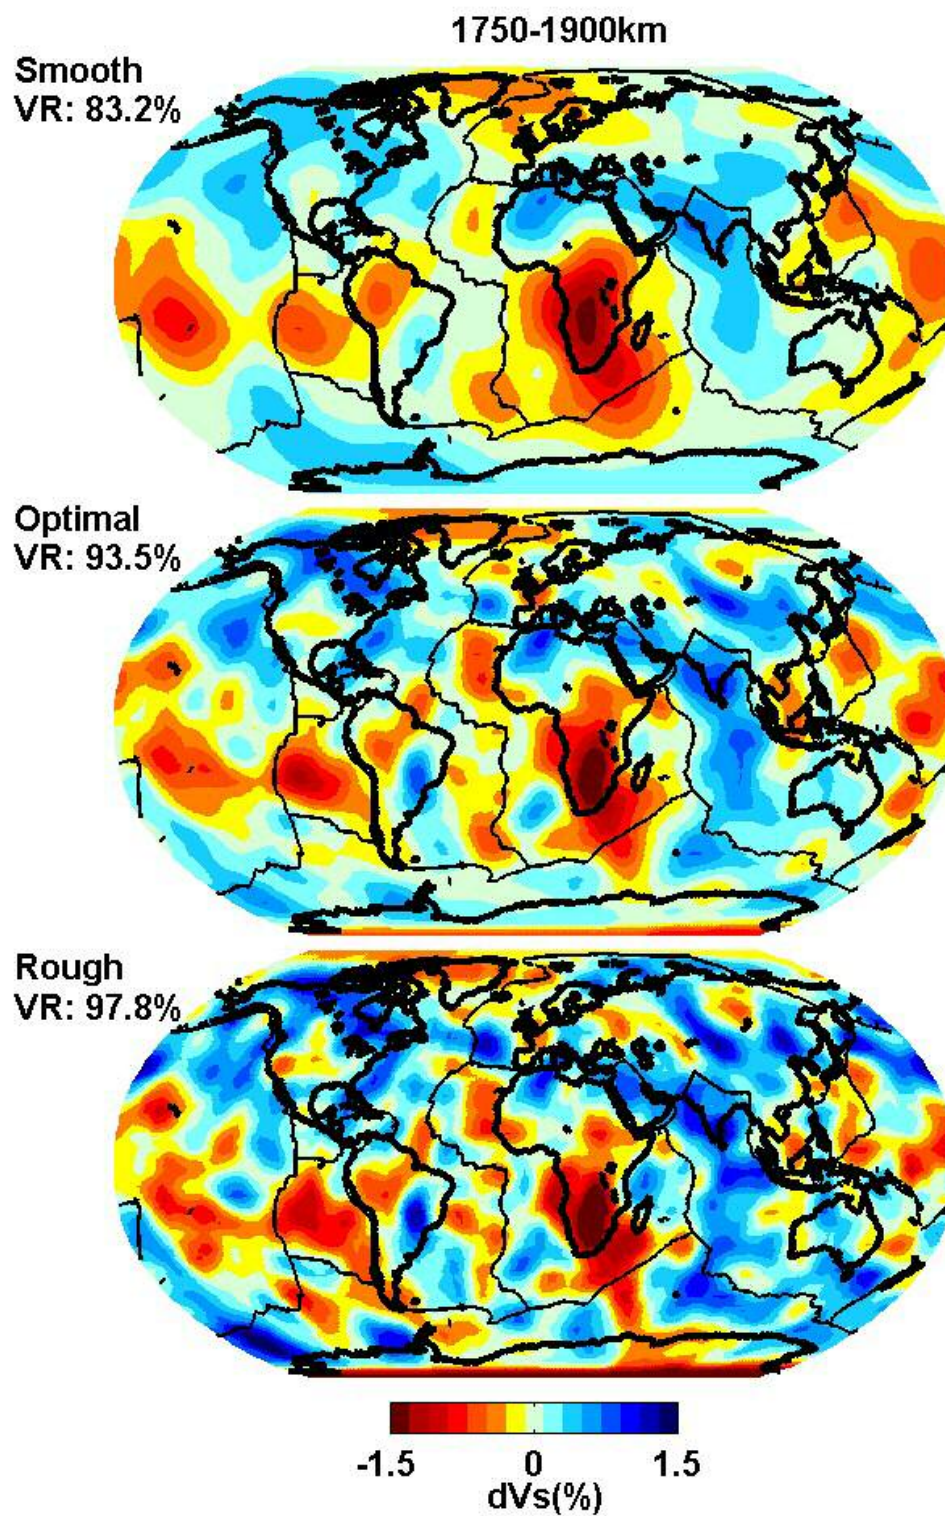 1750-1900km
Smooth
VR: 83.2%
Optimal
VR: 93.5%
Rough
VR: 97.8%
-1.5 0 1.5
dVs(%)